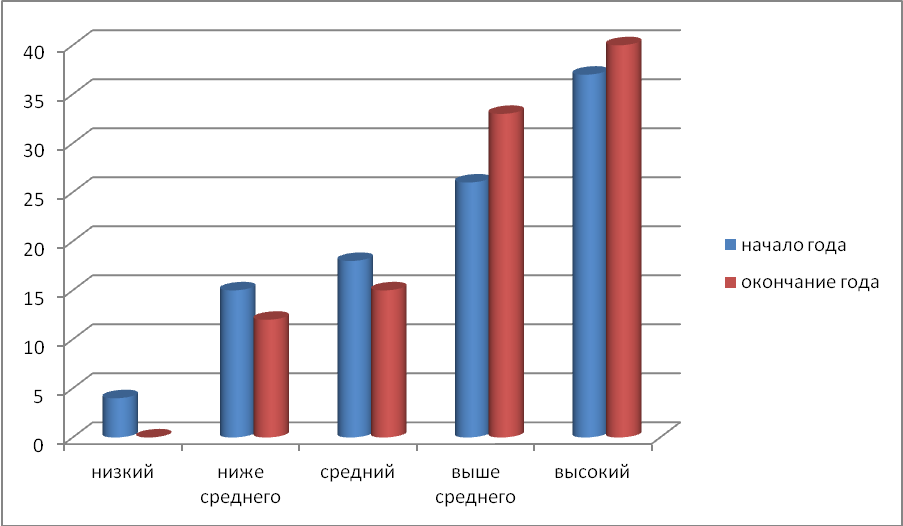 40
35
30
25
20
15
10
5
0
низкий
ниже
среднего
средний
выше
среднего
высокий
начало года
окончание года